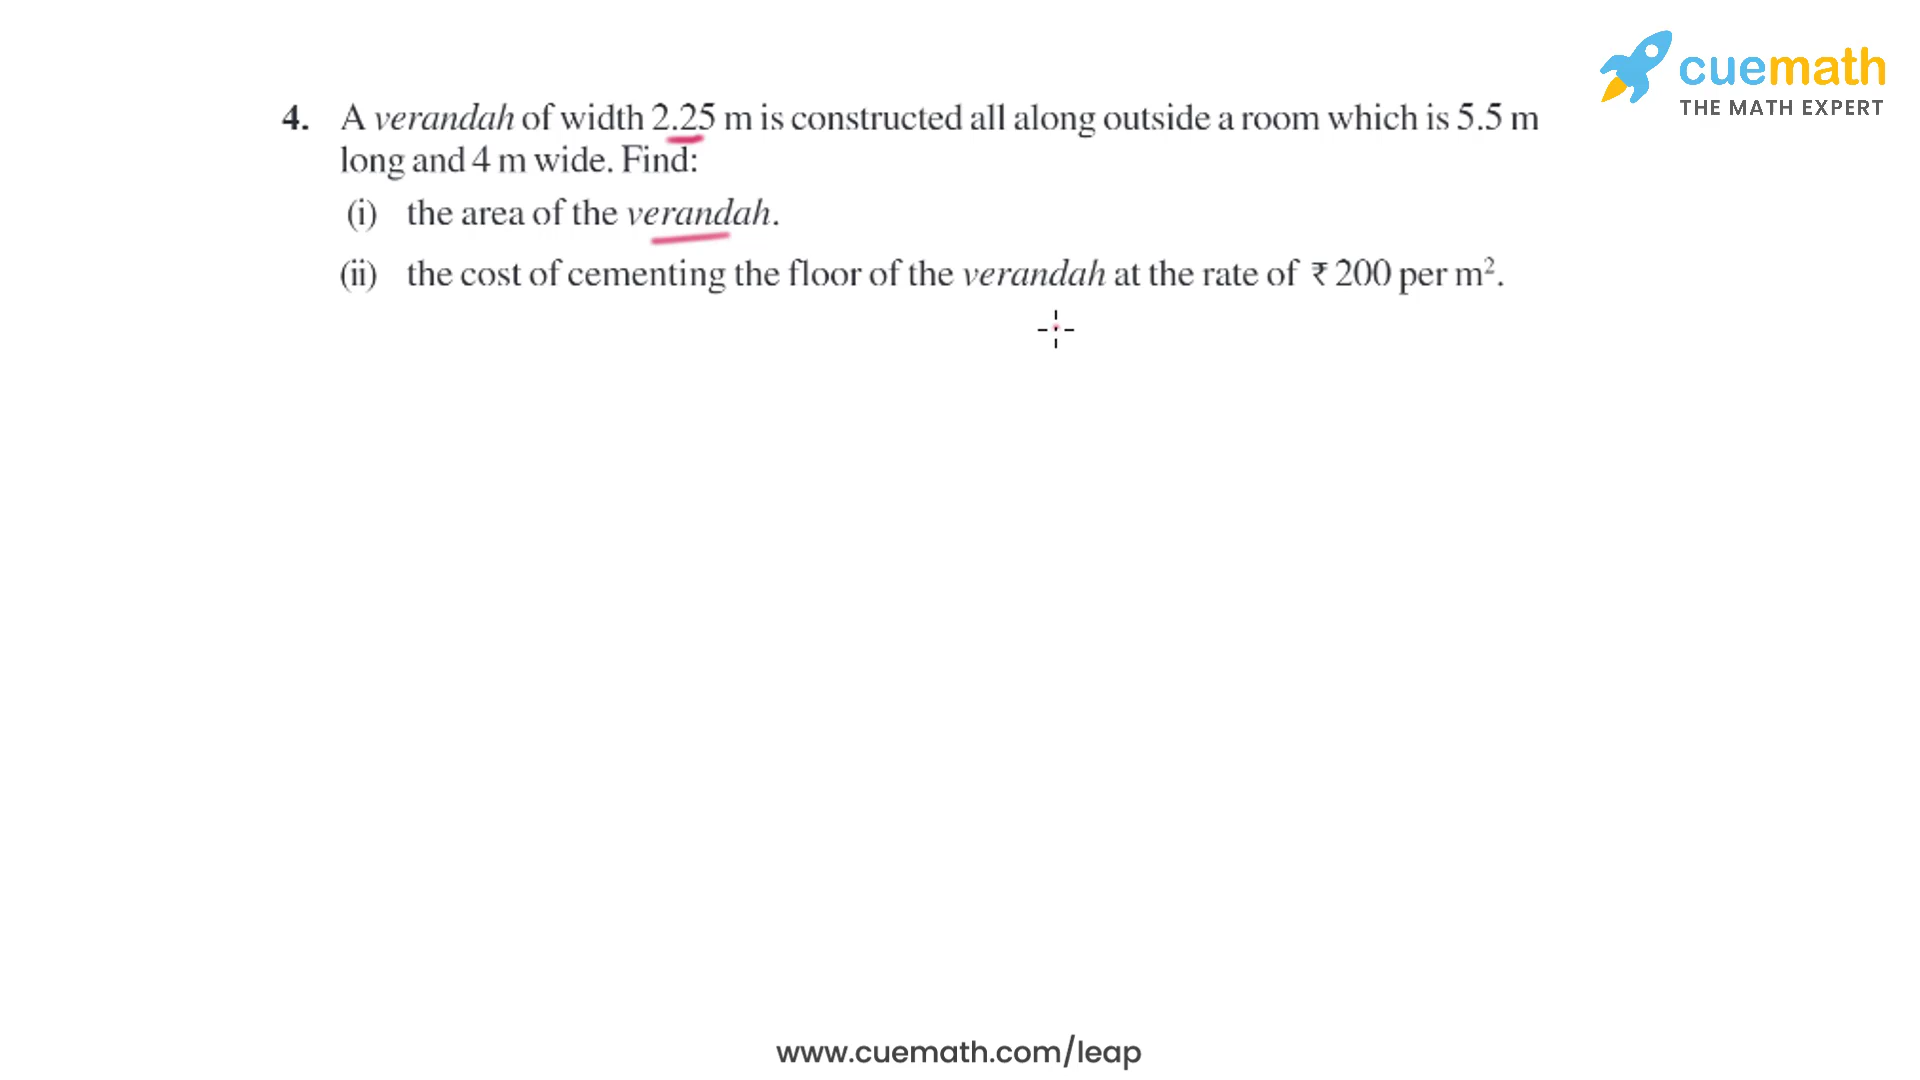 cuemath
THE MATH EXPERT
4. A verandah of width 2.25 m is constructed all along outside a room which is 5.5 m
long and 4 m wide. Find:
(i) the area of the verandah.
(ii) the cost of cementing the floor of the verandah at the rate of ₹ 200 per m².
www.cuemath.com/leap